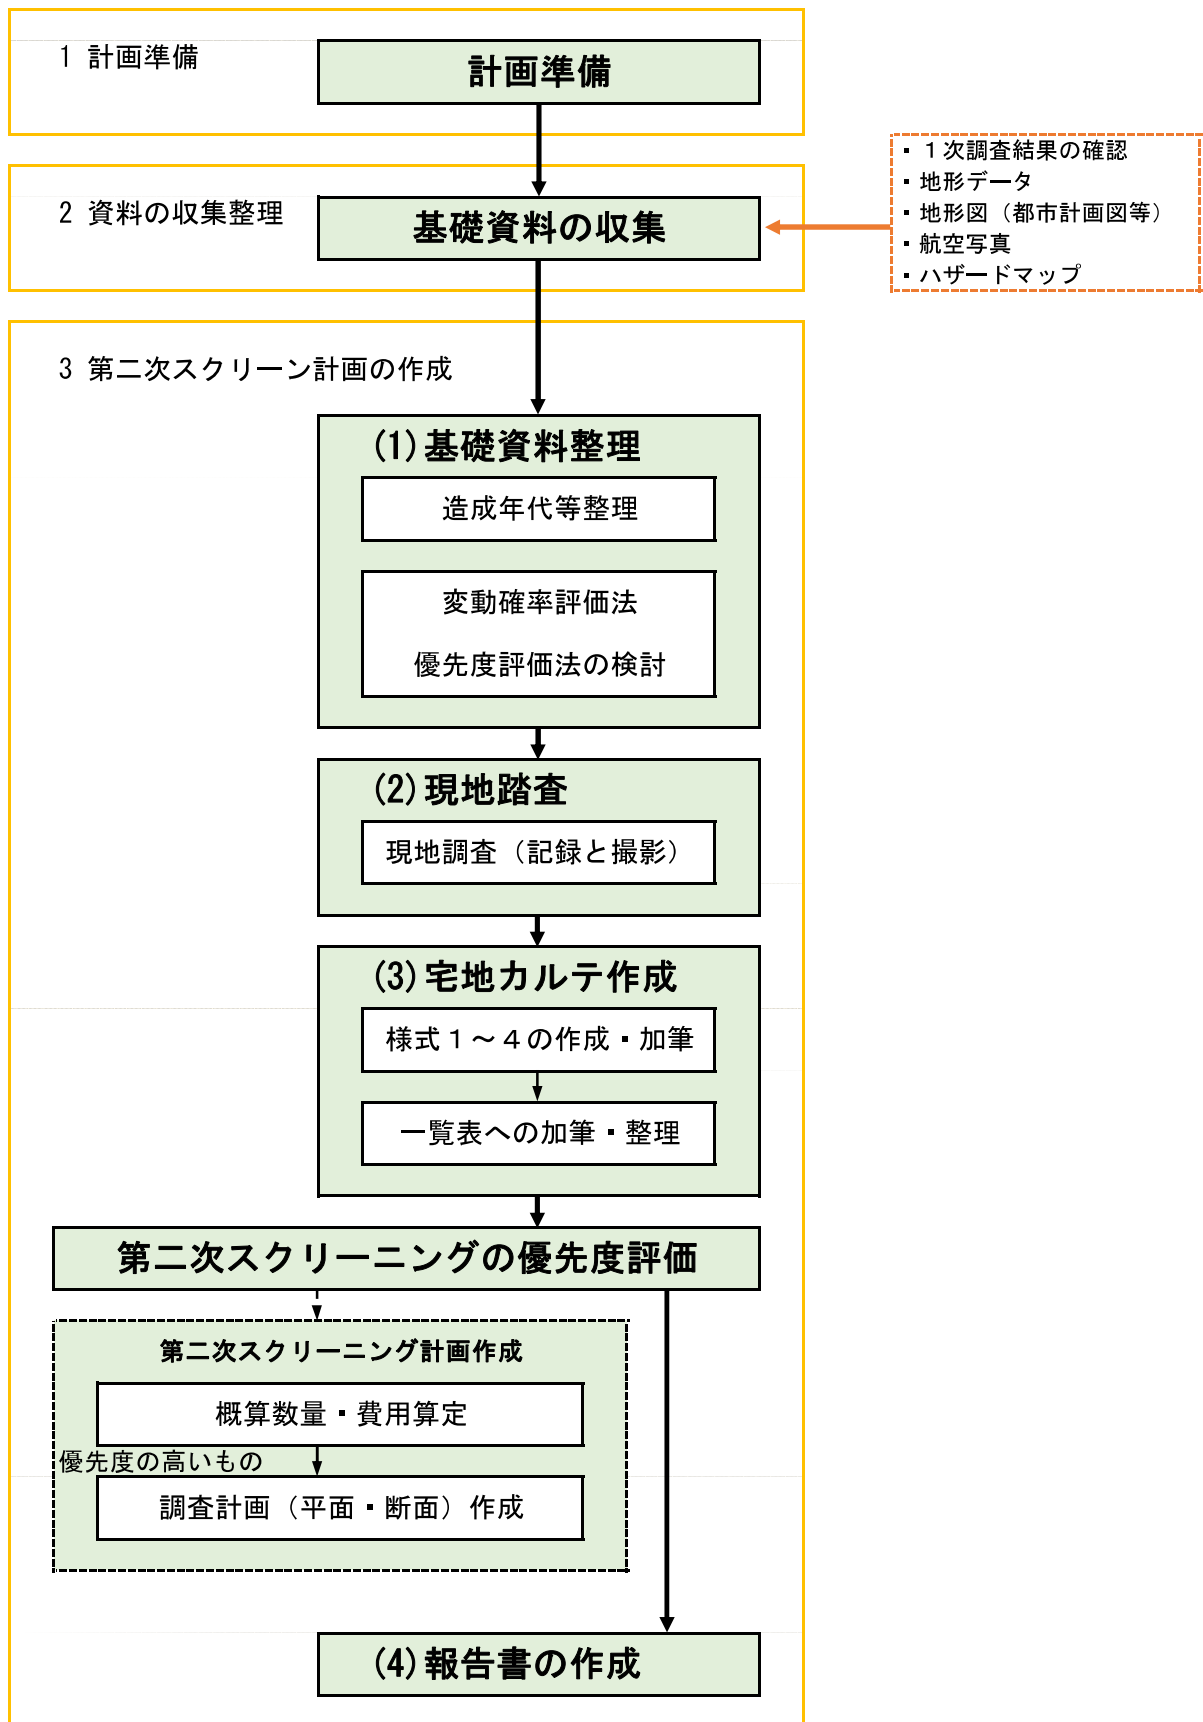 1 計画準備
計画準備
2 資料の収集整理
基礎資料の収集
・１次調査結果の確認
・地形データ
・地形図（都市計画図等）
・航空写真
・ハザードマップ
3 第二次スクリーン計画の作成
(1)基礎資料整理
造成年代等整理
変動確率評価法
優先度評価法の検討
(2)現地踏査
現地調査（記録と撮影）
(3)宅地カルテ作成
様式１～４の作成・加筆
一覧表への加筆・整理
第二次スクリーニングの優先度評価
第二次スクリーニング計画作成
概算数量・費用算定
優先度の高いもの
調査計画（平面・断面）作成
(4)報告書の作成